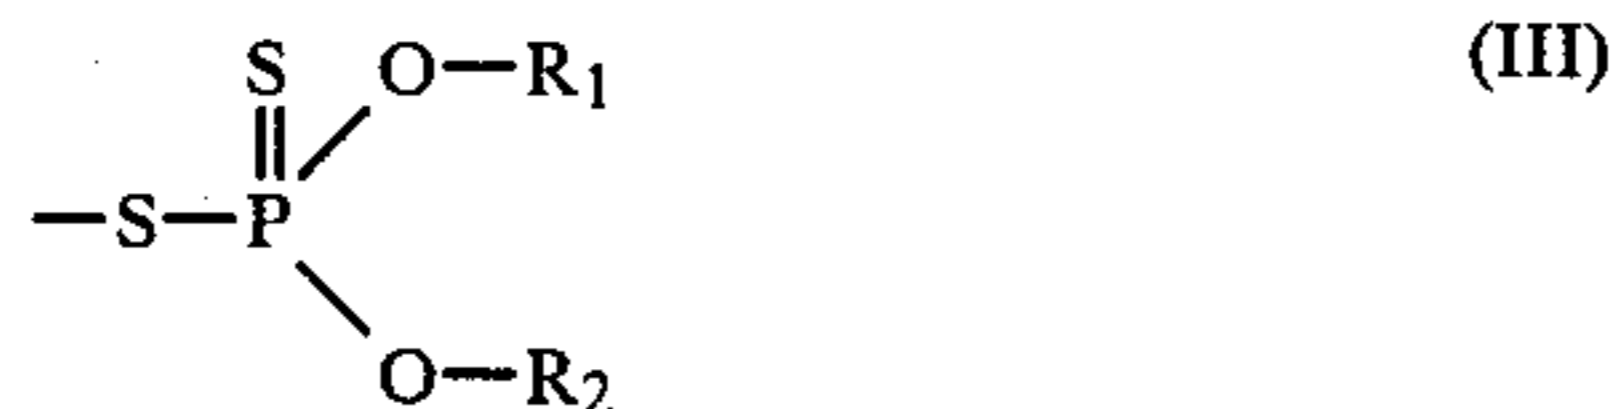 S O—R₁ (III)
—S—P
O—R₂